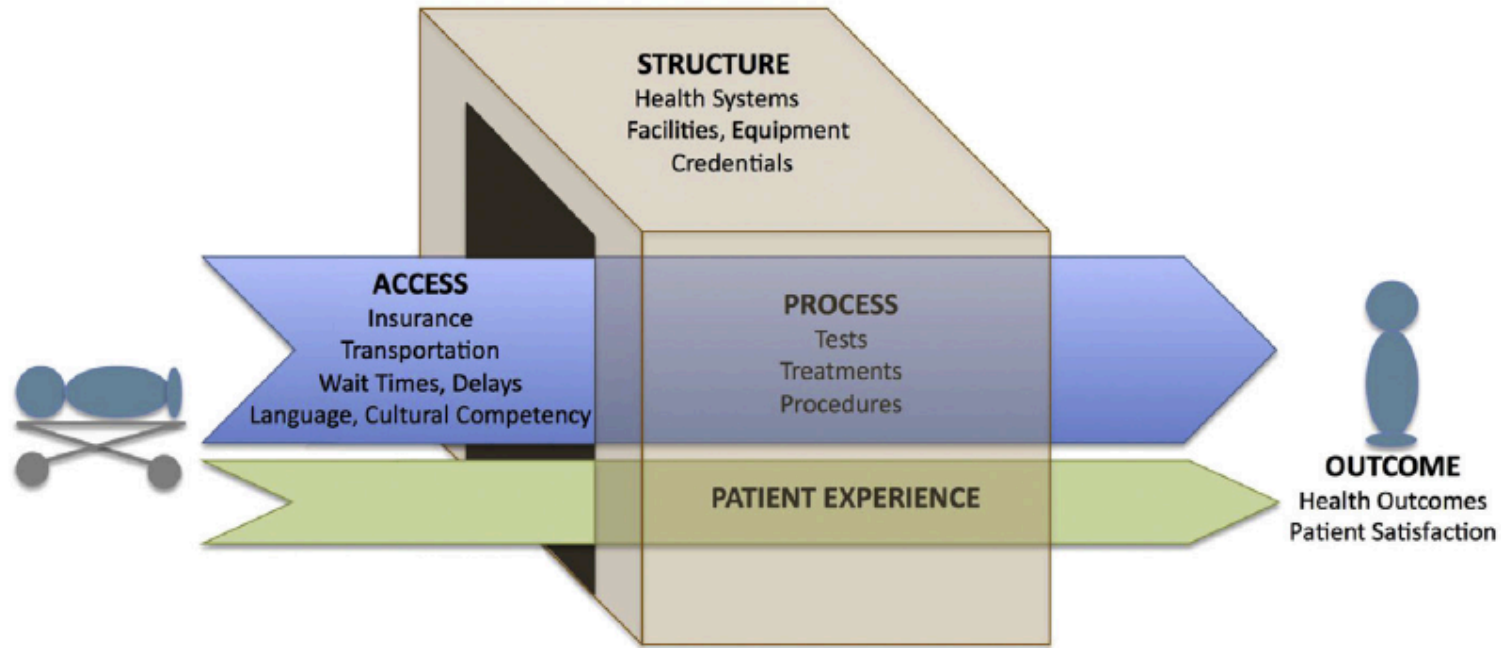 STRUCTURE
Health Systems
Facilities, Equipment
Credentials
ACCESS
Insurance
Transportation
Wait Times, Delays
Language, Cultural Competency
PROCESS
Tests
Treatments
Procedures
PATIENT EXPERIENCE
OUTCOME
Health Outcomes
Patient Satisfaction